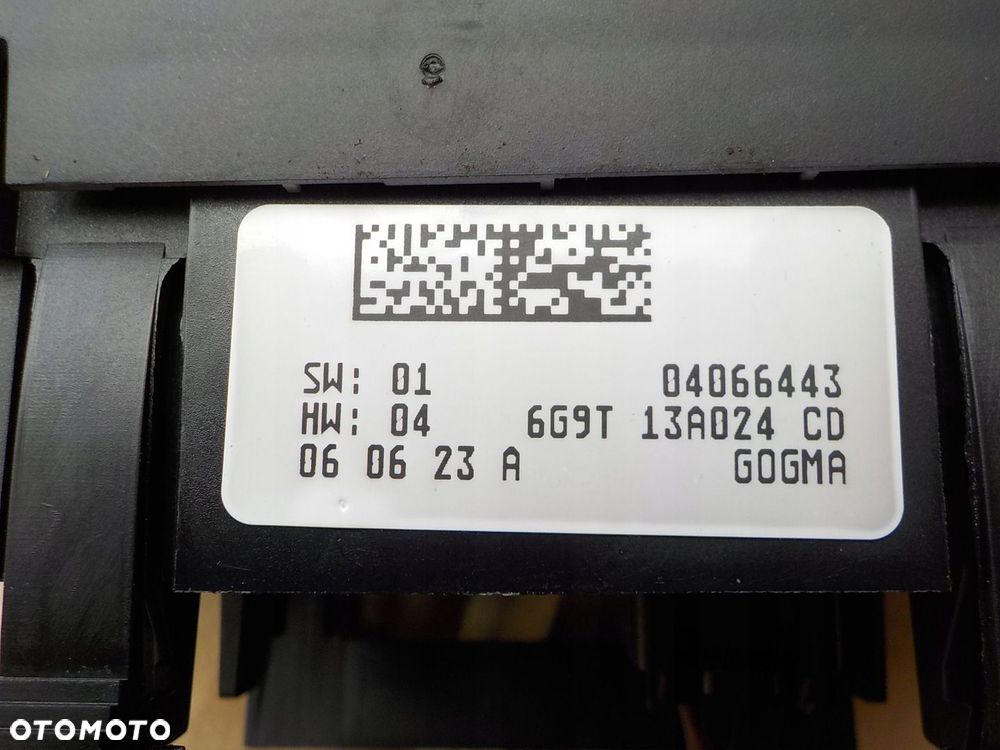 SW: 01 04066443
HW: 04 6G9T 13A024 CD
06 06 23 A GOGMA
OTOMOTO